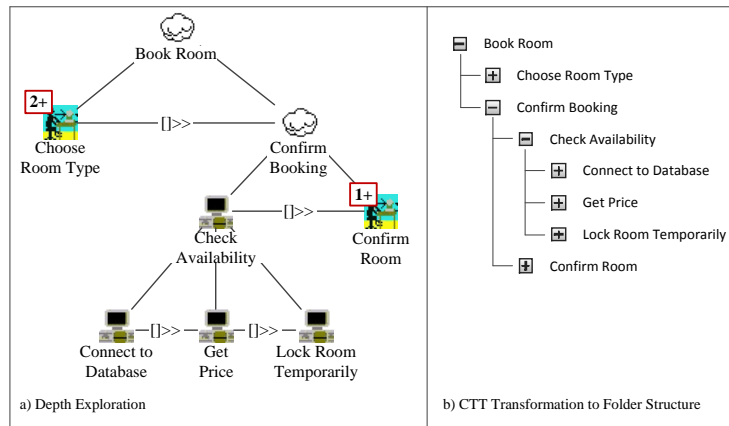 Book Room
2+
[]>>
Choose
Room Type
Confirm
Booking
1+
[]>>
Check
Availability
Confirm
Room
[]>>
[]>>
Connect to
Database
Get
Price
Lock Room
Temporarily
a) Depth Exploration
Book Room
Choose Room Type
Confirm Booking
Check Availability
Connect to Database
Get Price
Lock Room Temporarily
Confirm Room
b) CTT Transformation to Folder Structure